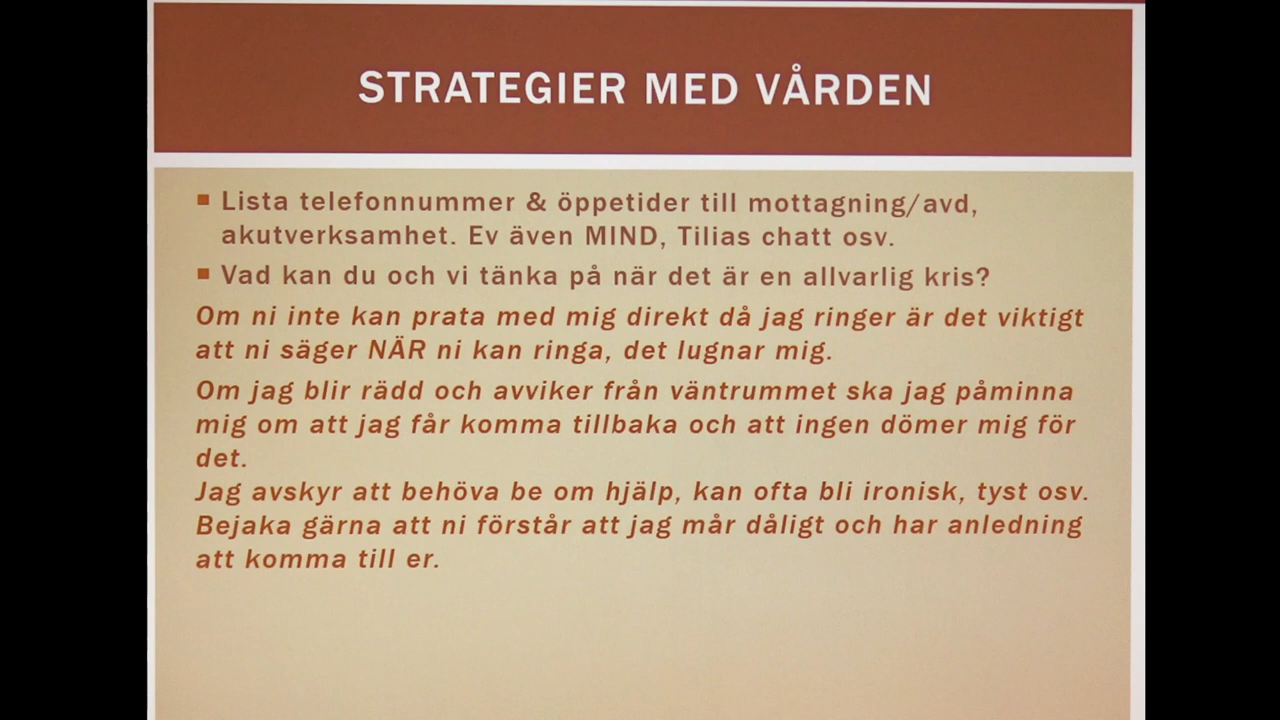 STRATEGIER MED VÅRDEN
▪ Lista telefonnummer & öppetider till mottagning/avd,
akutverksamhet. Ev även MIND, Tilias chatt osv.
▪ Vad kan du och vi tänka på när det är en allvarlig kris?
Om ni inte kan prata med mig direkt då jag ringer är det viktigt
att ni säger NÄR ni kan ringa, det lugnar mig.
Om jag blir rädd och avviker från väntrummet ska jag påminna
mig om att jag får komma tillbaka och att ingen dömer mig för
det.
Jag avskyr att behöva be om hjälp, kan ofta bli ironisk, tyst osv.
Bejaka gärna att ni förstår att jag mår dåligt och har anledning
att komma till er.